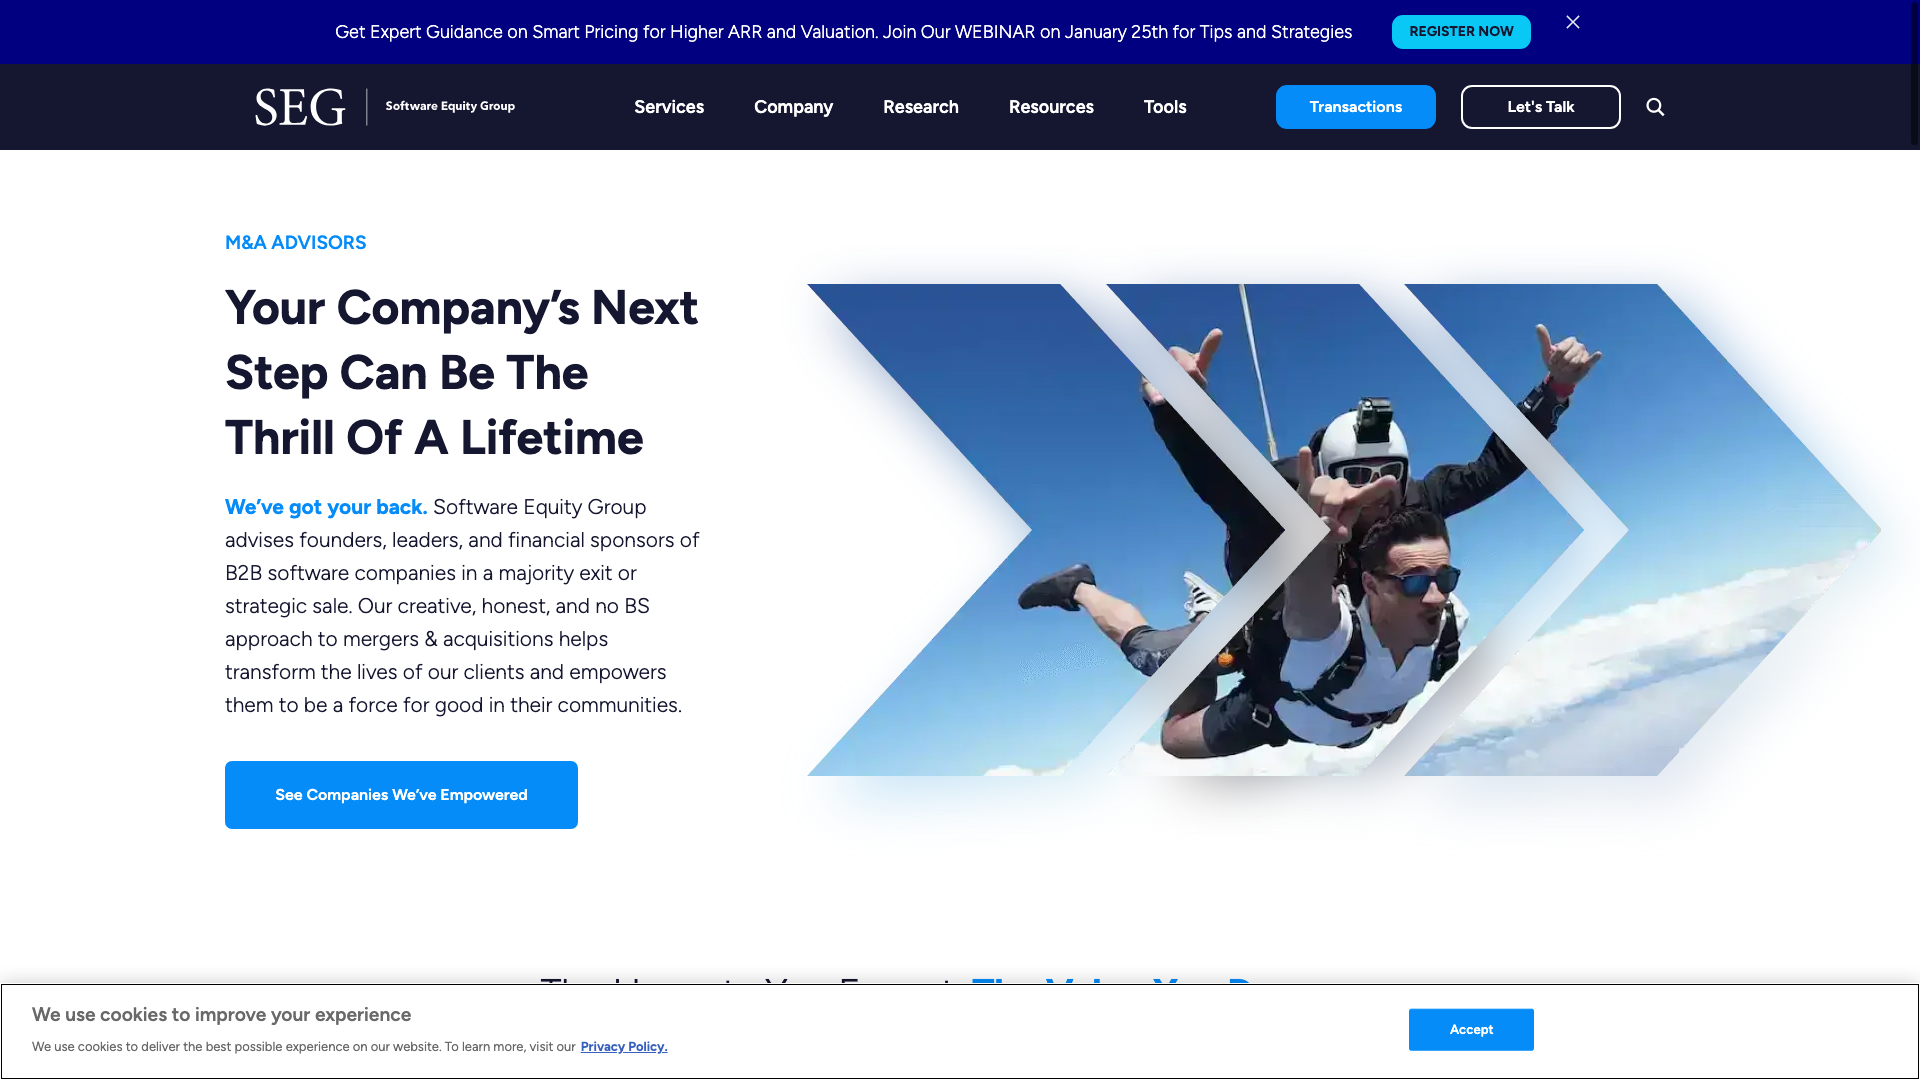 Get Expert Guidance on Smart Pricing for Higher ARR and Valuation. Join Our WEBINAR on January 25th for Tips and Strategies
REGISTER NOW
SEG
Software Equity Group
Services
Company
Research
Resources
Tools
Transactions
Let's Talk
M&A ADVISORS
Your Company’s Next
Step Can Be The
Thrill Of A Lifetime
We’ve got your back. Software Equity Group
advises founders, leaders, and financial sponsors of
B2B software companies in a majority exit or
strategic sale. Our creative, honest, and no BS
approach to mergers & acquisitions helps
transform the lives of our clients and empowers
them to be a force for good in their communities.
See Companies We’ve Empowered
We use cookies to improve your experience
We use cookies to deliver the best possible experience on our website. To learn more, visit our Privacy Policy.
Accept